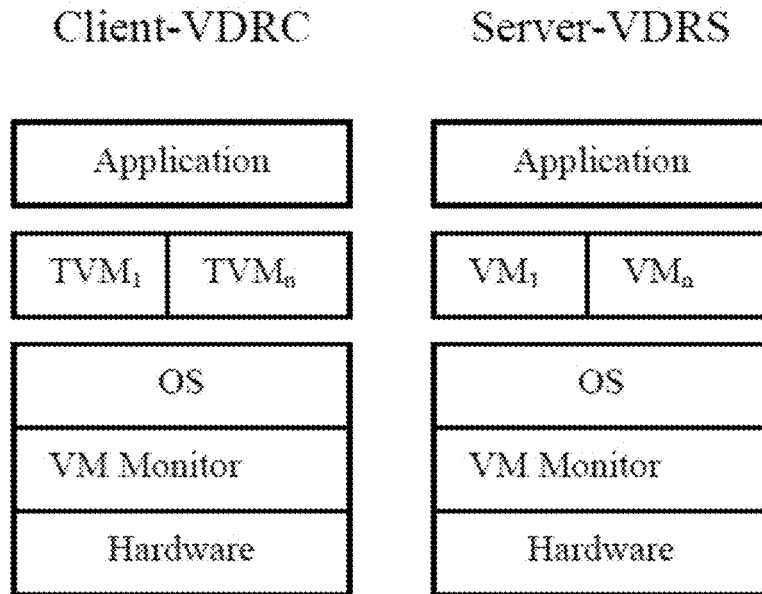 Client-VDRC
Server-VDRS
Application
Application
TVM₁
TVMₙ
VM₁
VMₙ
OS
OS
VM Monitor
VM Monitor
Hardware
Hardware